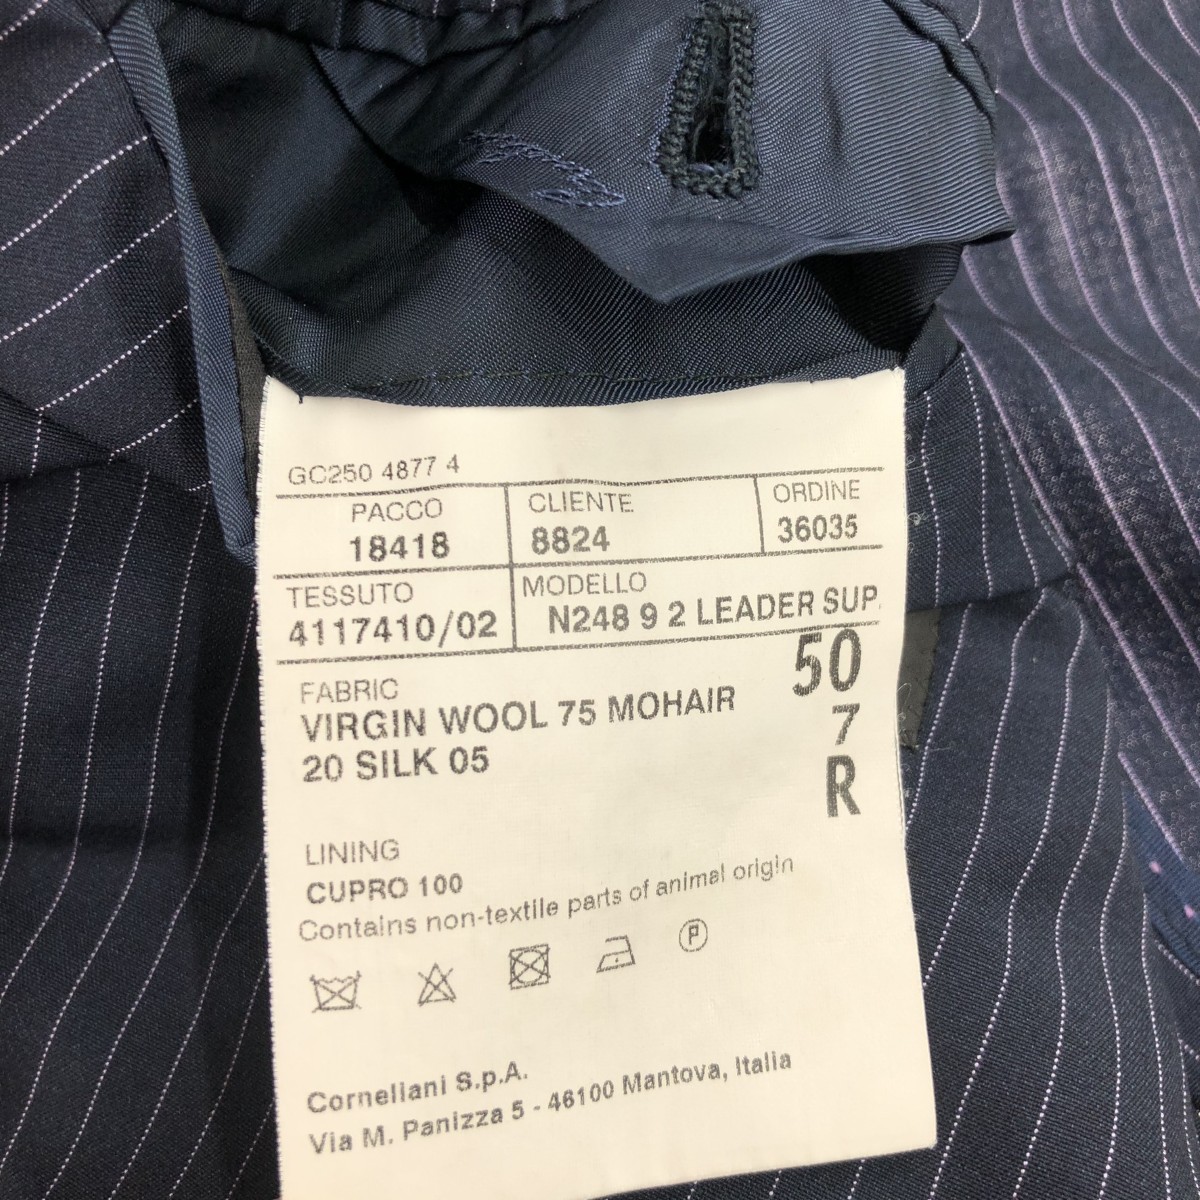 GC250 4877 4
PACCO CLIENTE ORDINE
18418 8824 36035
TESSUTO MODELLO
4117410/02 N248 9 2 LEADER SUP.
50
FABRIC
VIRGIN WOOL 75 MOHAIR 7
20 SILK 05
R
LINING
CUPRO 100
Contains non-textile parts of animal origin
P
Corneliani S.p.A.
Via M. Panizza 5 - 46100 Mantova, Italia